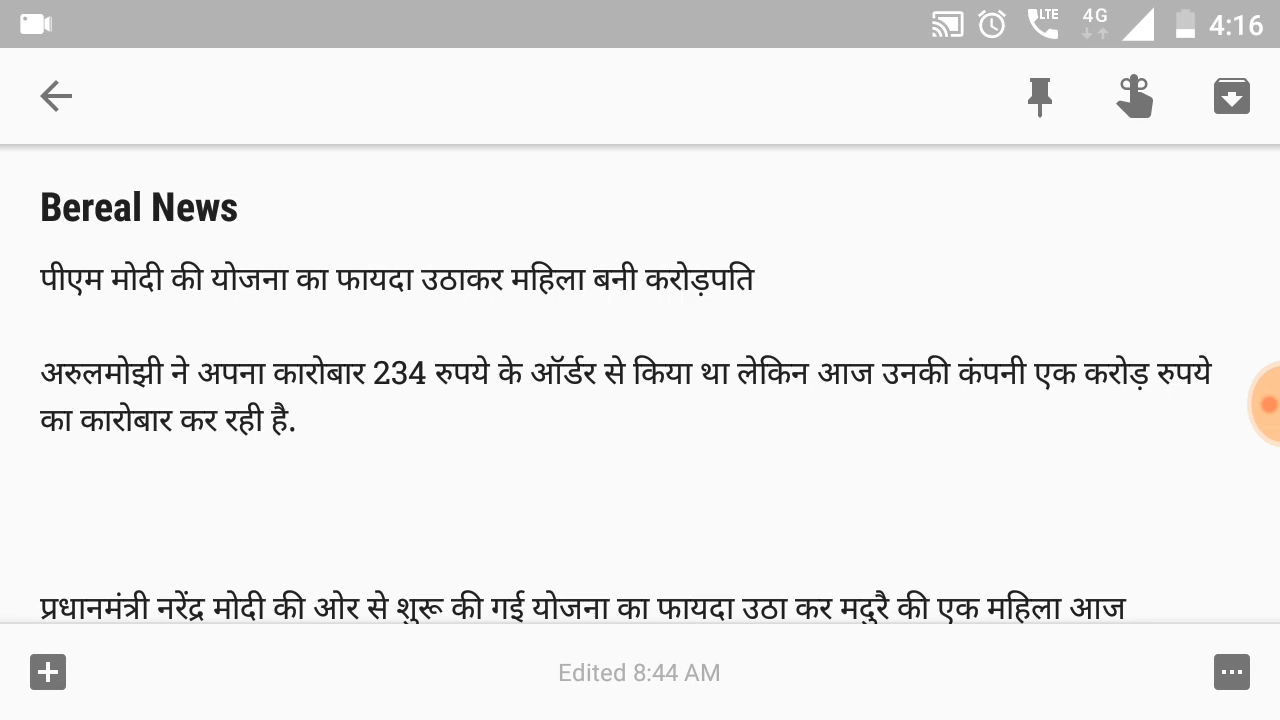 LTE
4G
4:16
Bereal News
पीएम मोदी की योजना का फायदा उठाकर महिला बनी करोड़पति
अरुलमोझी ने अपना कारोबार 234 रुपये के ऑर्डर से किया था लेकिन आज उनकी कंपनी एक करोड़ रुपये
का कारोबार कर रही है.
प्रधानमंत्री नरेंद्र मोदी की ओर से शुरू की गई योजना का फायदा उठा कर मदुरै की एक महिला आज
Edited 8:44 AM